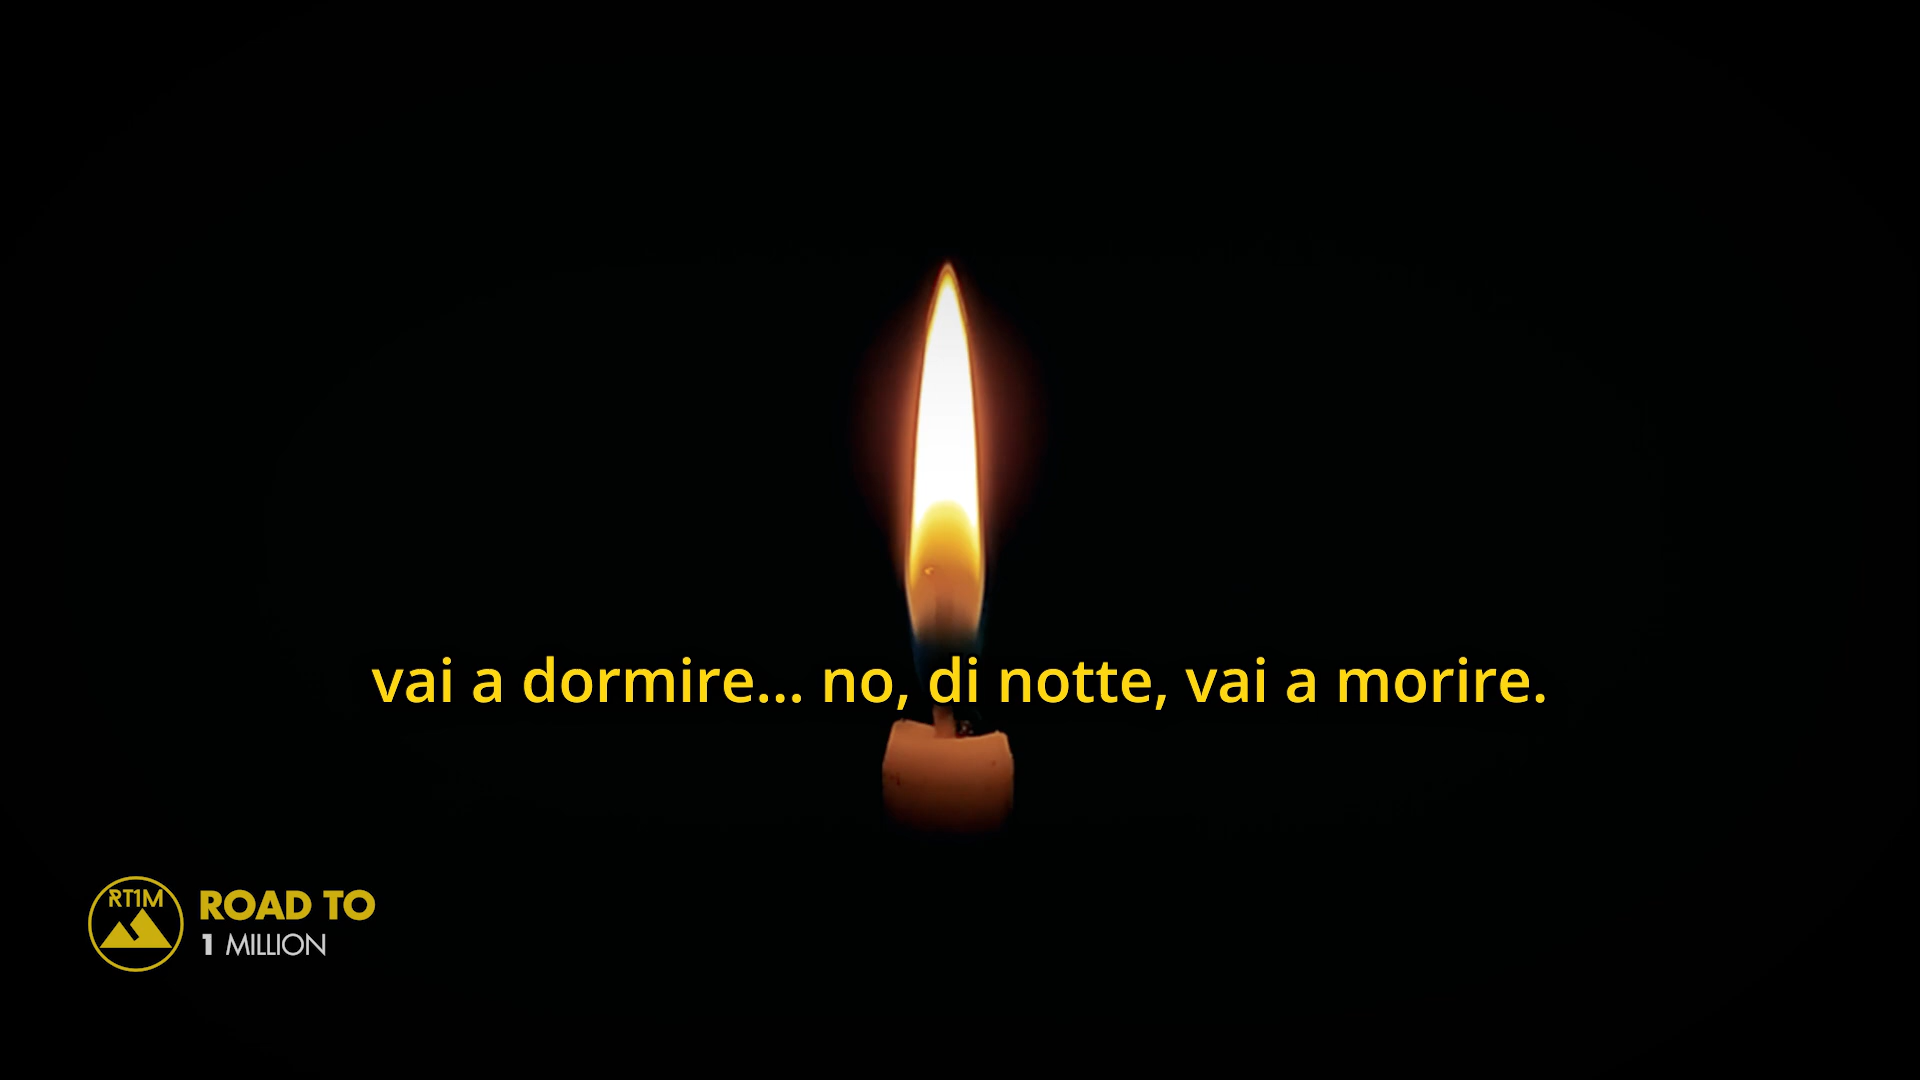 vai a dormire... no, di notte, vai a morire.
RT1M
ROAD TO
1 MILLION